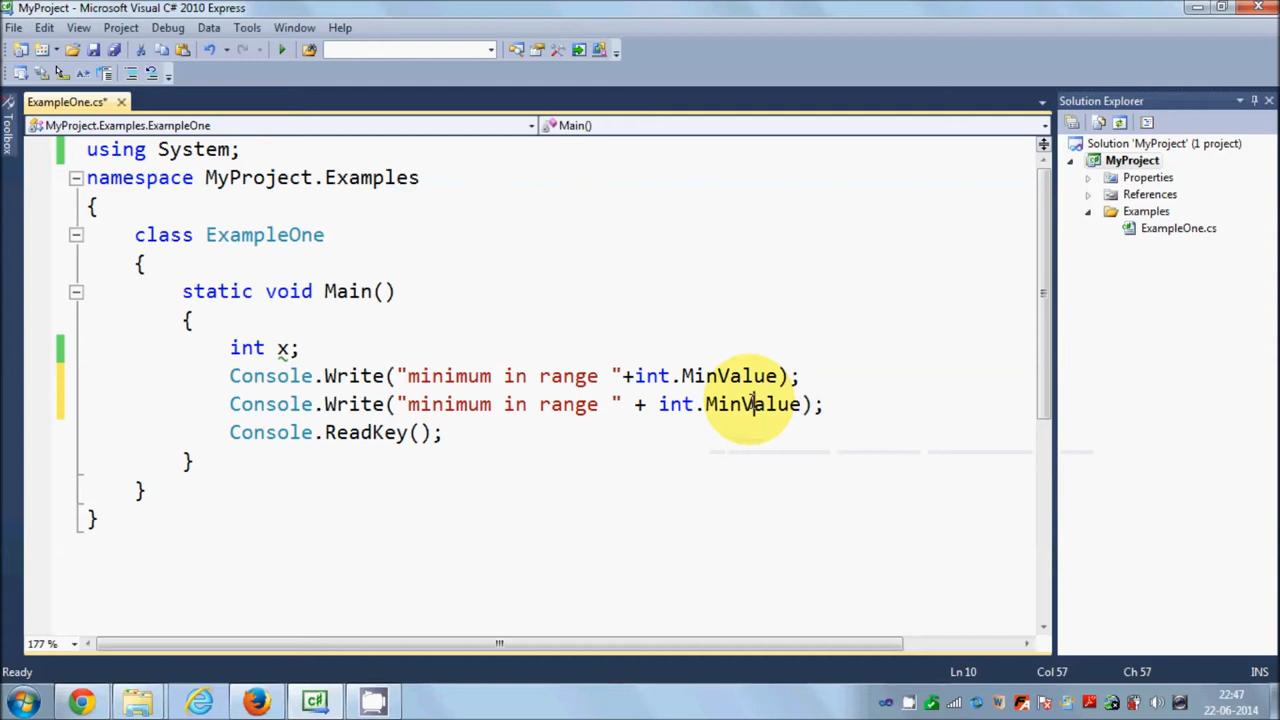 MyProject - Microsoft Visual C# 2010 Express
File Edit View Project Debug Data Tools Window Help
ExampleOne.cs*
Solution Explorer
Toolbox
MyProject.Examples.ExampleOne
Main()
using System;
namespace MyProject.Examples
{
class ExampleOne
{
static void Main()
{
int x;
Console.Write("minimum in range "+int.MinValue);
Console.Write("minimum in range " + int.MinValue);
Console.ReadKey();
}
}
}
Solution 'MyProject' (1 project)
MyProject
Properties
References
Examples
ExampleOne.cs
177 %
Ready
Ln 10 Col 57 Ch 57 INS
22:47
22-06-2014